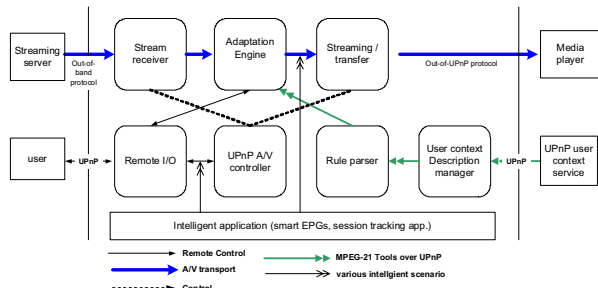 Streaming
server
Out-of-
band
protocol
Stream
receiver
Adaptation
Engine
Streaming /
transfer
Out-of-UPnP protocol
Media
player
user
UPnP
Remote I/O
UPnP A/V
controller
Rule parser
User context
Description
manager
UPnP
UPnP user
context
service
Intelligent application (smart EPGs, session tracking app.)
Remote Control
MPEG-21 Tools over UPnP
A/V transport
various intellgient scenario
Control